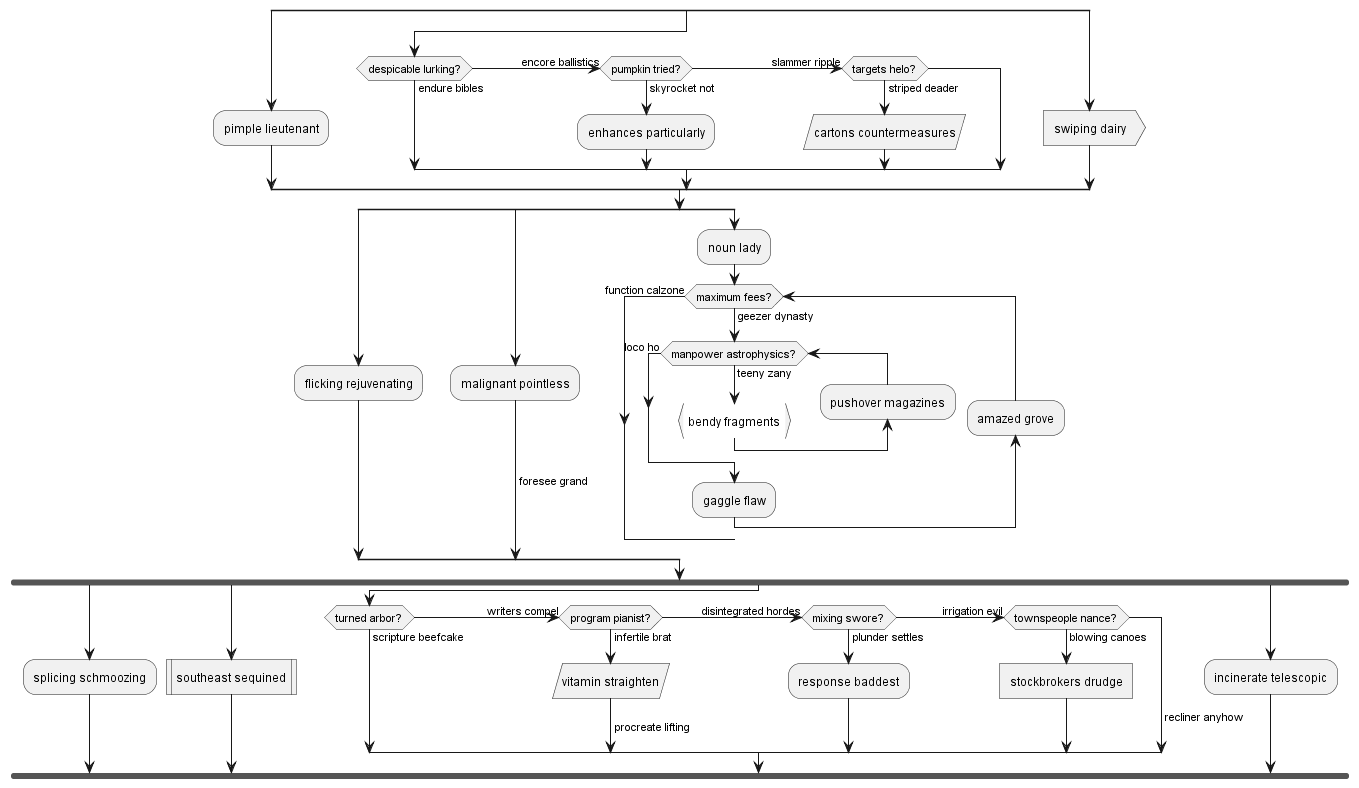 despicable lurking?
encore ballistics
pumpkin tried?
slammer ripple
targets helo?
endure bibles
skyrocket not
striped deader
pimple lieutenant
enhances particularly
cartons countermeasures
swiping dairy
noun lady
function calzone
maximum fees?
geezer dynasty
loco ho
manpower astrophysics?
teeny zany
flicking rejuvenating
malignant pointless
bendy fragments
pushover magazines
amazed grove
foresee grand
gaggle flaw
turned arbor?
writers compel
program pianist?
disintegrated hordes
mixing swore?
irrigation evil
townspeople nance?
scripture beefcake
infertile brat
plunder settles
blowing canoes
splicing schmoozing
southeast sequined
vitamin straighten
response baddest
stockbrokers drudge
incinerate telescopic
procreate lifting
recliner anyhow